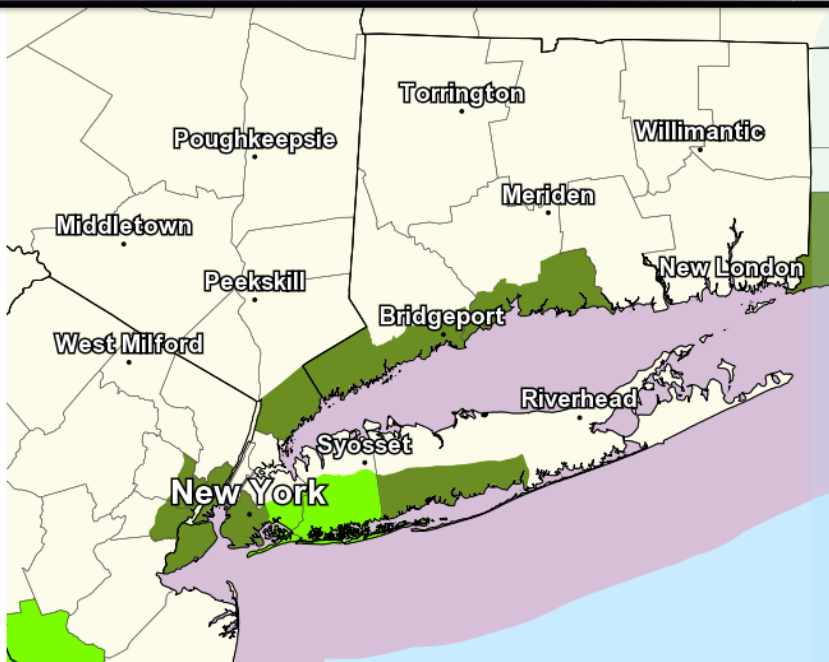 Torrington
Poughkeepsie
Willimantic
Meriden
Middletown
New London
Peekskill
Bridgeport
West Milford
Riverhead
Syosset
New York